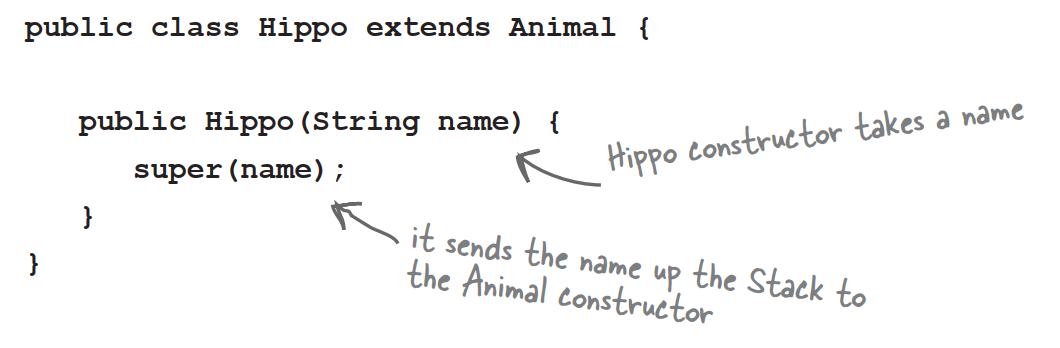 public class Hippo extends Animal {
public Hippo(String name) {
super(name);
}
}
Hippo constructor takes a name
it sends the name up the Stack to
the Animal constructor